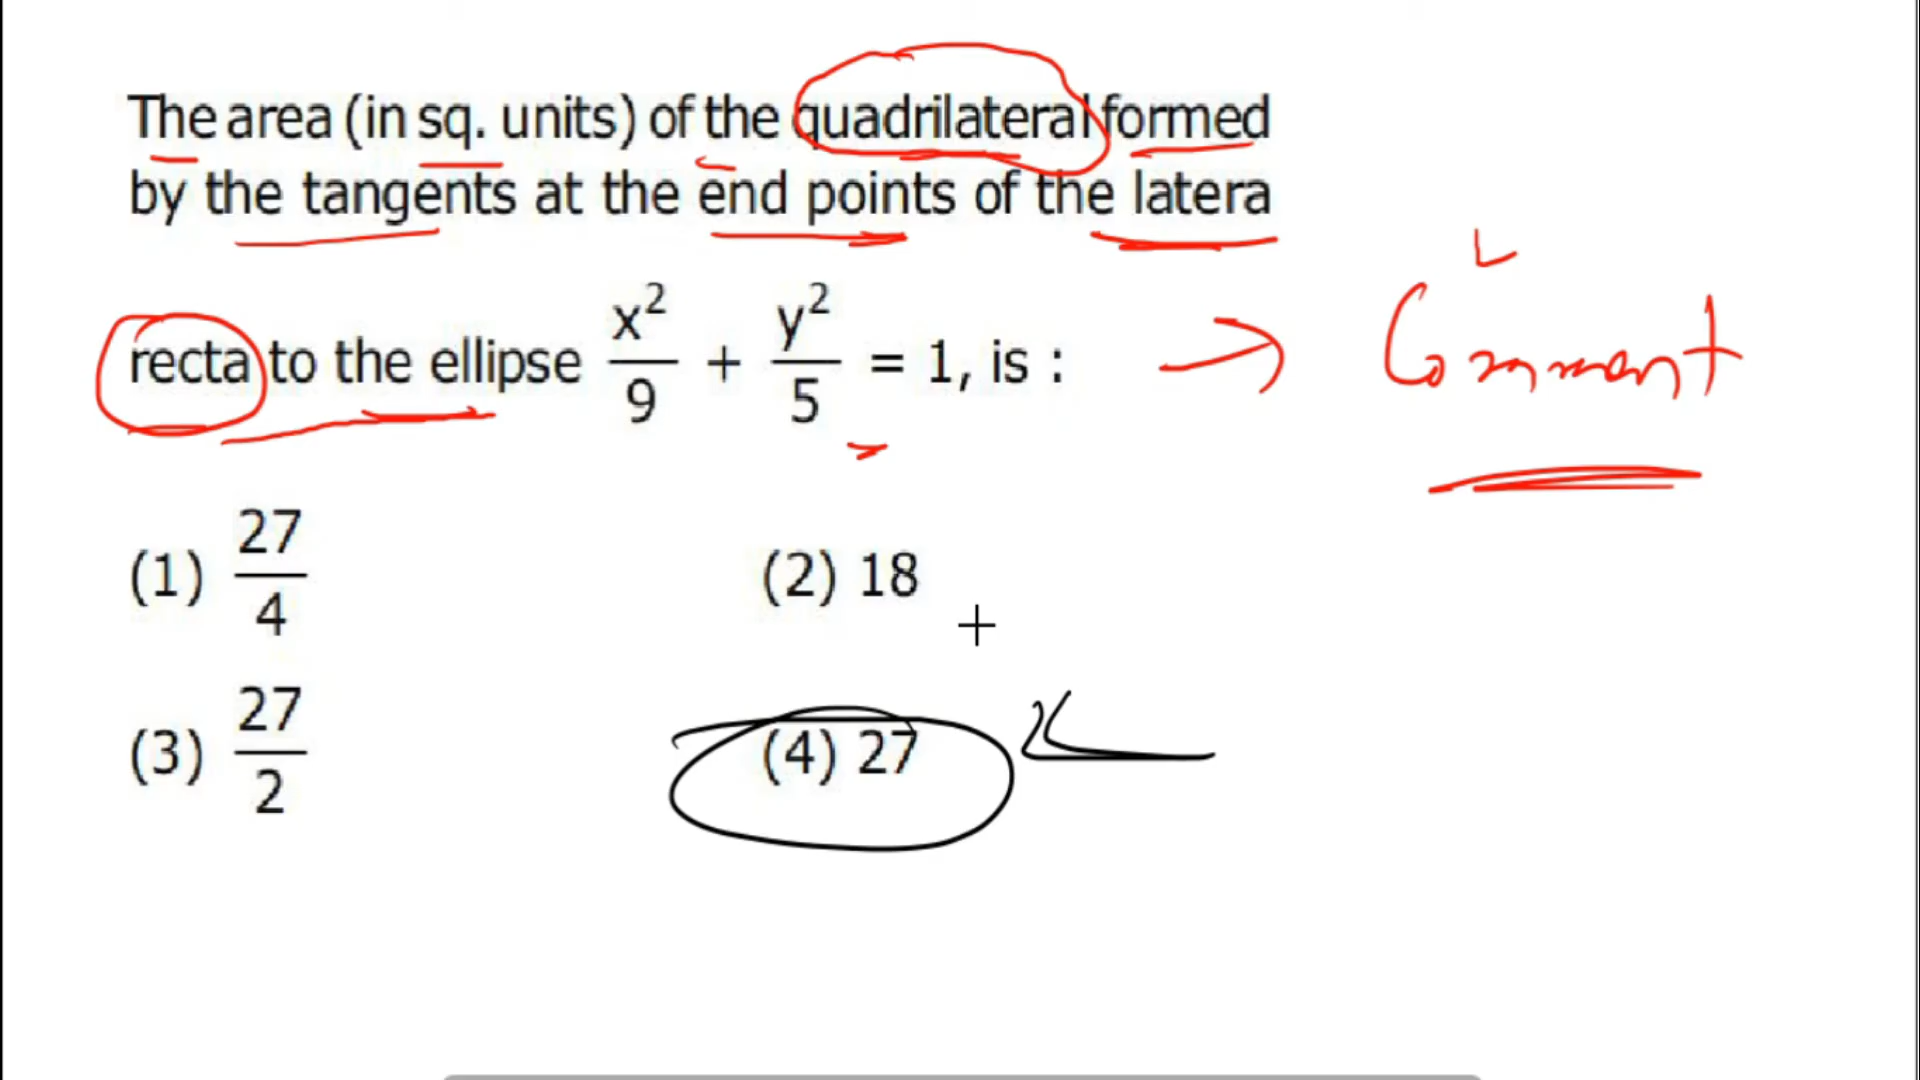 The area (in sq. units) of the quadrilateral formed
by the tangents at the end points of the latera
recta to the ellipse x²/9 + y²/5 = 1, is :
Comment
(1) 27/4
(2) 18
(3) 27/2
(4) 27